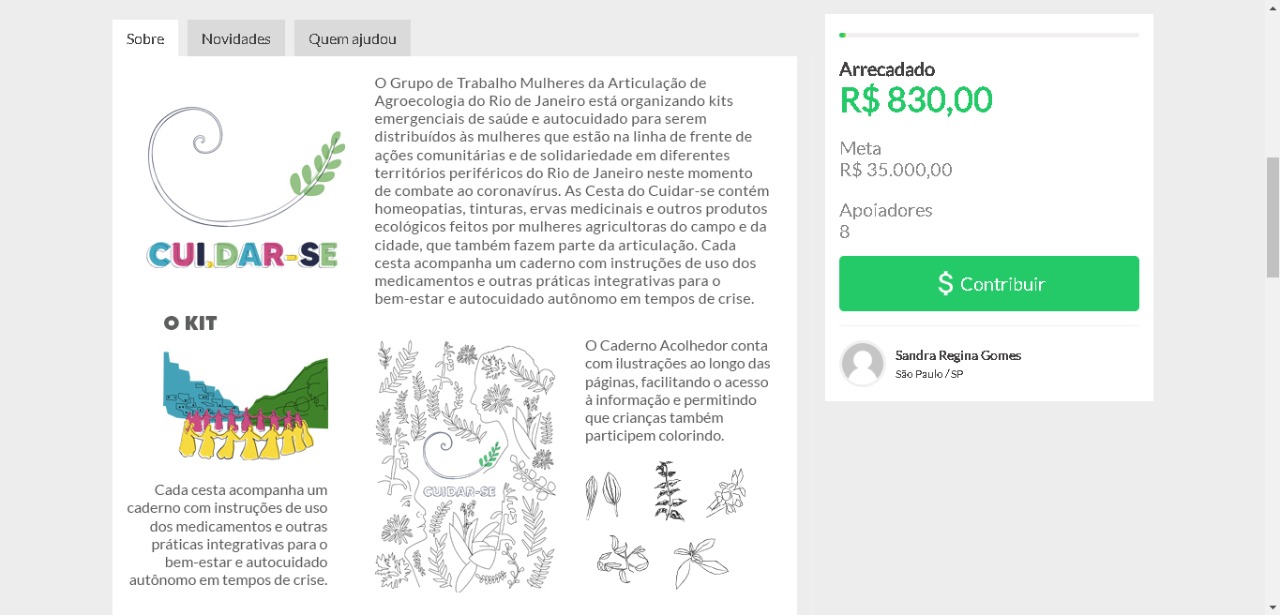 Sobre
Novidades
Quem ajudou
CUI.DAR-SE
O Grupo de Trabalho Mulheres da Articulação de
Agroecologia do Rio de Janeiro está organizando kits
emergenciais de saúde e autocuidado para serem
distribuídos às mulheres que estão na linha de frente de
ações comunitárias e de solidariedade em diferentes
territórios periféricos do Rio de Janeiro neste momento
de combate ao coronavírus. As Cesta do Cuidar-se contém
homeopatias, tinturas, ervas medicinais e outros produtos
ecológicos feitos por mulheres agricultoras do campo e da
cidade, que também fazem parte da articulação. Cada
cesta acompanha um caderno com instruções de uso dos
medicamentos e outras práticas integrativas para o
bem-estar e autocuidado autônomo em tempos de crise.
O KIT
Cada cesta acompanha um
caderno com instruções de uso
dos medicamentos e outras
práticas integrativas para o
bem-estar e autocuidado
autônomo em tempos de crise.
CUIDAR-SE
O Caderno Acolhedor conta
com ilustrações ao longo das
páginas, facilitando o acesso
à informação e permitindo
que crianças também
participem colorindo.
Arrecadado
R$ 830,00
Meta
R$ 35.000,00
Apoiadores
8
$ Contribuir
Sandra Regina Gomes
São Paulo / SP